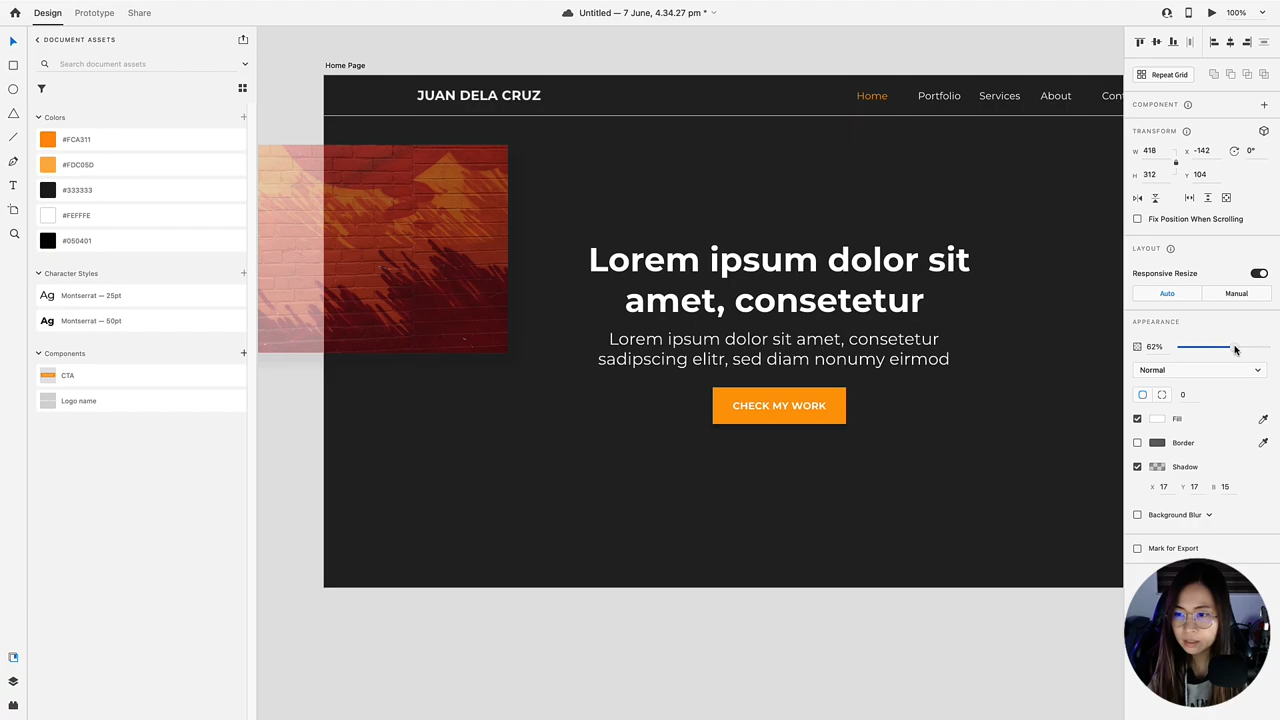 Design Prototype Share
Untitled — 7 June, 4.34.27 pm *
100%
DOCUMENT ASSETS
Search document assets
Colors
#FCA311
#FDC05D
#333333
#FEFFFE
#050401
Character Styles
Ag Montserrat — 25pt
Ag Montserrat — 50pt
Components
CTA
Logo name
Home Page
JUAN DELA CRUZ
Home Portfolio Services About Cont
Lorem ipsum dolor sit
amet, consetetur
Lorem ipsum dolor sit amet, consetetur
sadipscing elitr, sed diam nonumy eirmod
CHECK MY WORK
Repeat Grid
COMPONENT
TRANSFORM
W 418 X -142 0°
H 312 Y 104
Fix Position When Scrolling
LAYOUT
Responsive Resize
Auto Manual
APPEARANCE
62%
Normal
0
Fill
Border
Shadow
X 17 Y 17 B 15
Background Blur
Mark for Export